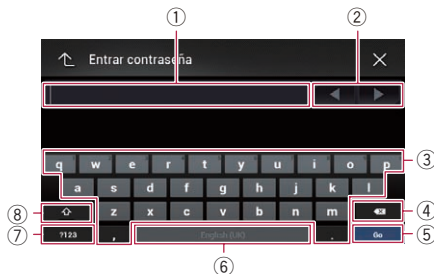 ① ②
Entrar contraseña
q w e r t y u i o p ③
a s d f g h j k l
⑧ z x c v b n m ④
⑦ ?123 , English (UK) . Go ⑤
⑥